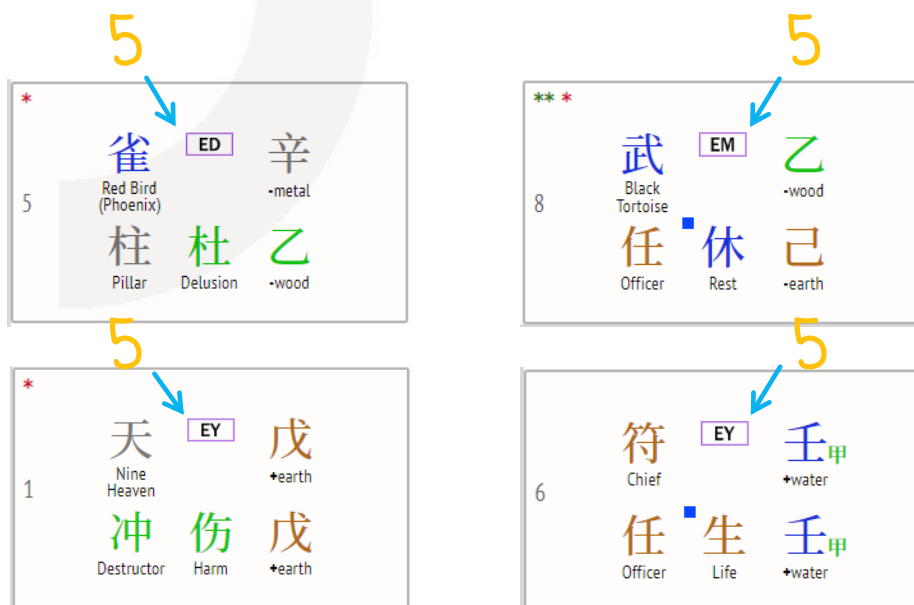 5
*
雀 ED 辛
Red Bird (Phoenix)
-metal
5
柱 杜 乙
Pillar Delusion -wood
5
** *
武 EM 乙
Black Tortoise
-wood
8
任 休 己
Officer Rest -earth
5
*
天 EY 戊
Nine Heaven
+earth
1
冲 伤 戊
Destructor Harm +earth
5
符 EY 壬甲
Chief +water
6
任 生 壬甲
Officer Life +water